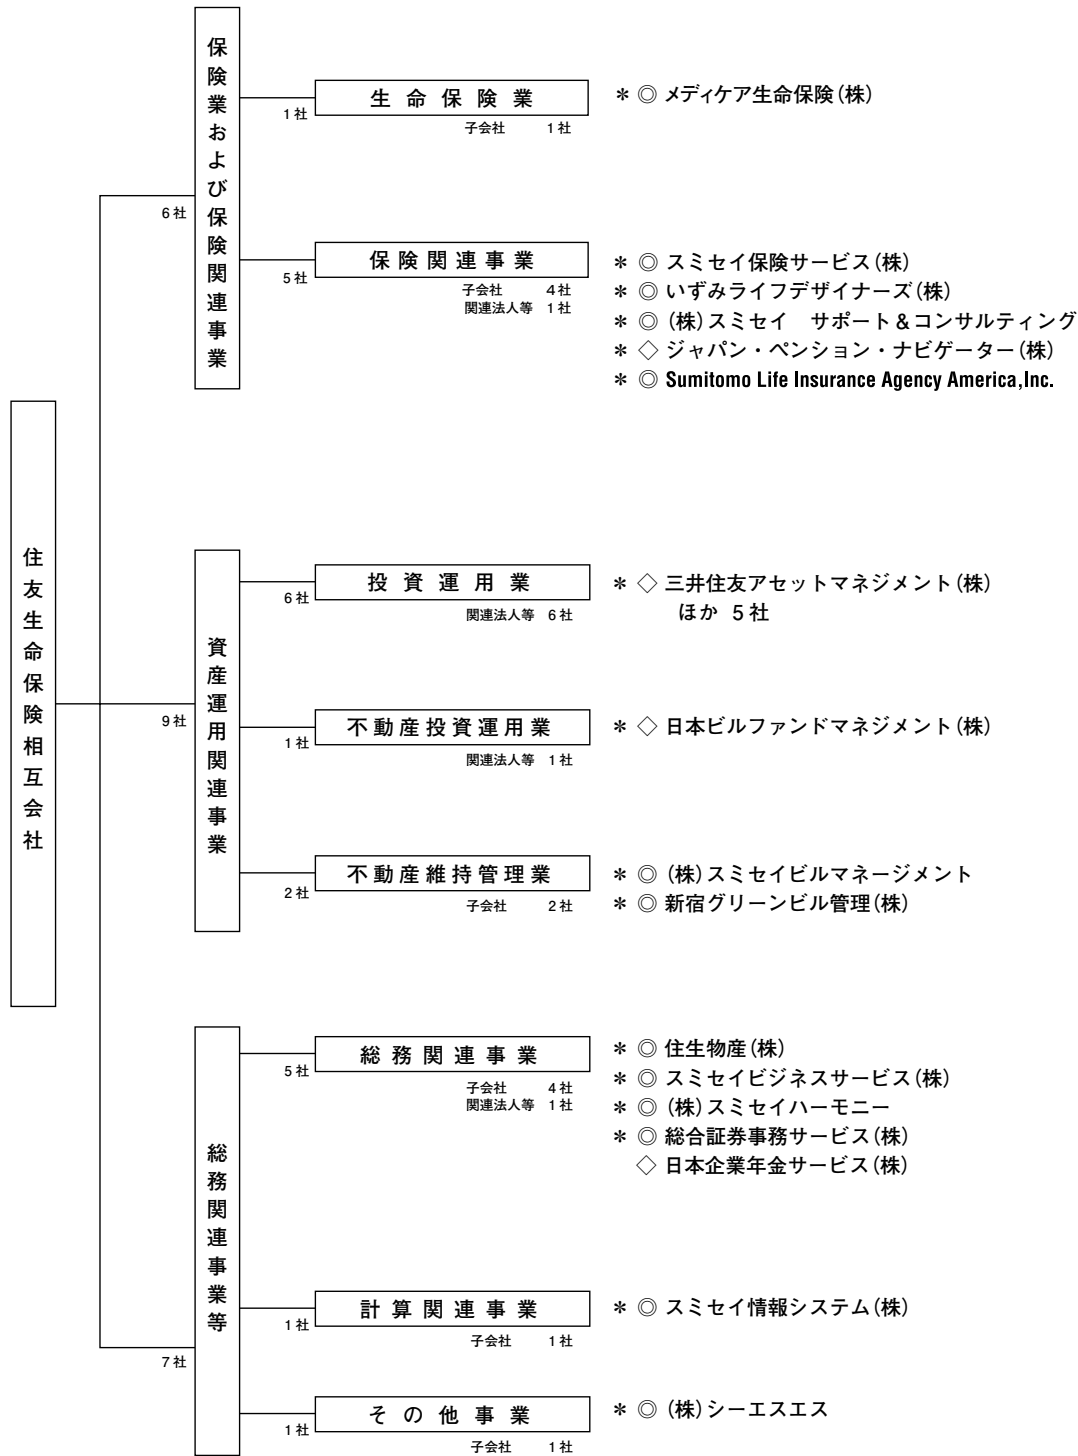 住友生命保険相互会社
6社
保険業および保険関連事業
1社
生命保険業
子会社 1社
＊ ◎ メディケア生命保険(株)
5社
保険関連事業
子会社 4社
関連法人等 1社
＊ ◎ スミセイ保険サービス(株)
＊ ◎ いずみライフデザイナーズ(株)
＊ ◎ (株)スミセイ　サポート＆コンサルティング
＊ ◇ ジャパン・ペンション・ナビゲーター(株)
＊ ◎ Sumitomo Life Insurance Agency America,Inc.
9社
資産運用関連事業
6社
投資運用業
関連法人等 6社
＊ ◇ 三井住友アセットマネジメント(株)
ほか 5社
1社
不動産投資運用業
関連法人等 1社
＊ ◇ 日本ビルファンドマネジメント(株)
2社
不動産維持管理業
子会社 2社
＊ ◎ (株)スミセイビルマネージメント
＊ ◎ 新宿グリーンビル管理(株)
7社
総務関連事業等
5社
総務関連事業
子会社 4社
関連法人等 1社
＊ ◎ 住生物産(株)
＊ ◎ スミセイビジネスサービス(株)
＊ ◎ (株)スミセイハーモニー
＊ ◎ 総合証券事務サービス(株)
◇ 日本企業年金サービス(株)
1社
計算関連事業
子会社 1社
＊ ◎ スミセイ情報システム(株)
1社
その他事業
子会社 1社
＊ ◎ (株)シーエスエス